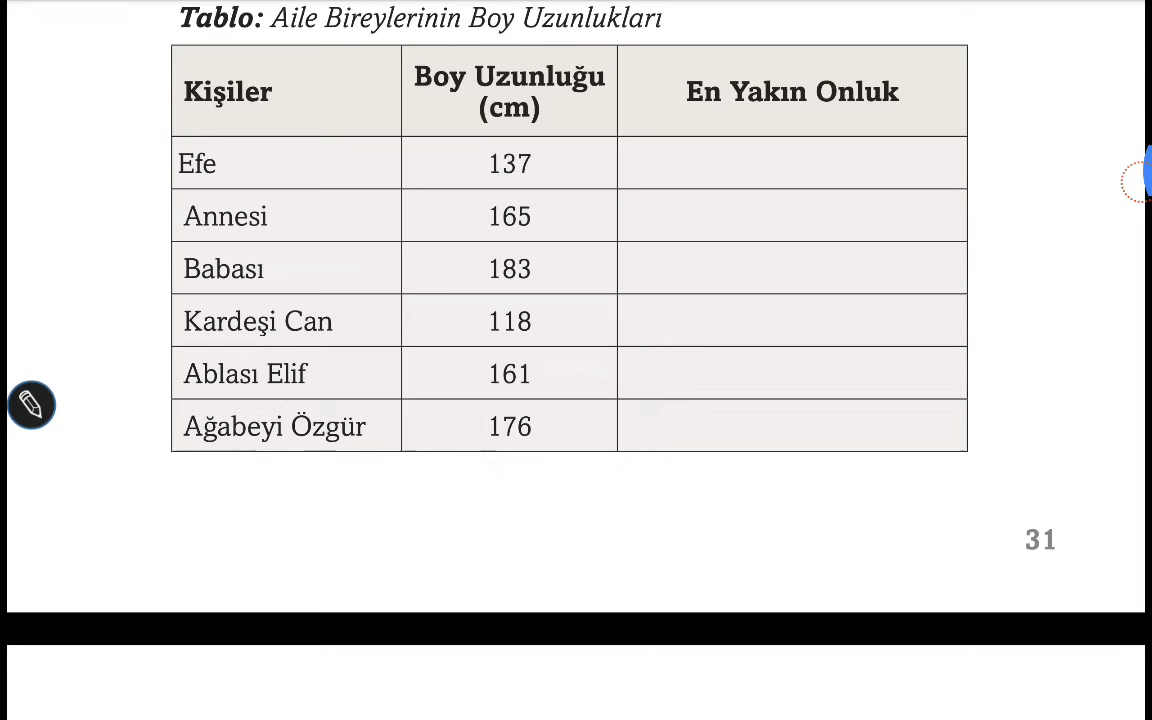 Tablo: Aile Bireylerinin Boy Uzunlukları
Kişiler Boy Uzunluğu (cm) En Yakın Onluk
Efe 137
Annesi 165
Babası 183
Kardeşi Can 118
Ablası Elif 161
Ağabeyi Özgür 176
31